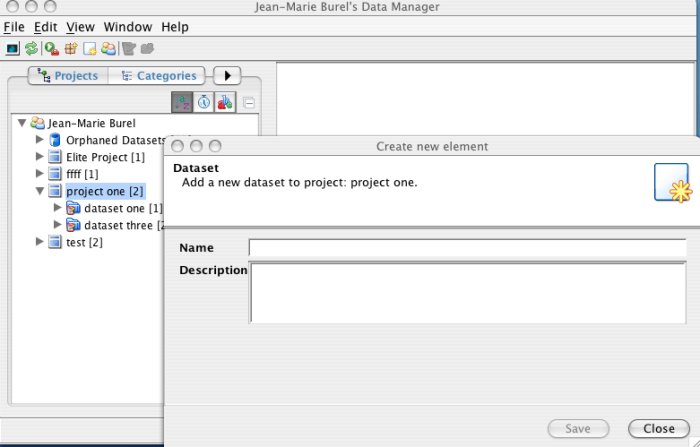 Jean-Marie Burel's Data Manager
File Edit View Window Help
Projects Categories
Jean-Marie Burel
Orphaned Datasets
Elite Project [1]
ffff [1]
project one [2]
dataset one [1]
dataset three [2
test [2]
Create new element
Dataset
Add a new dataset to project: project one.
Name
Description
Save Close